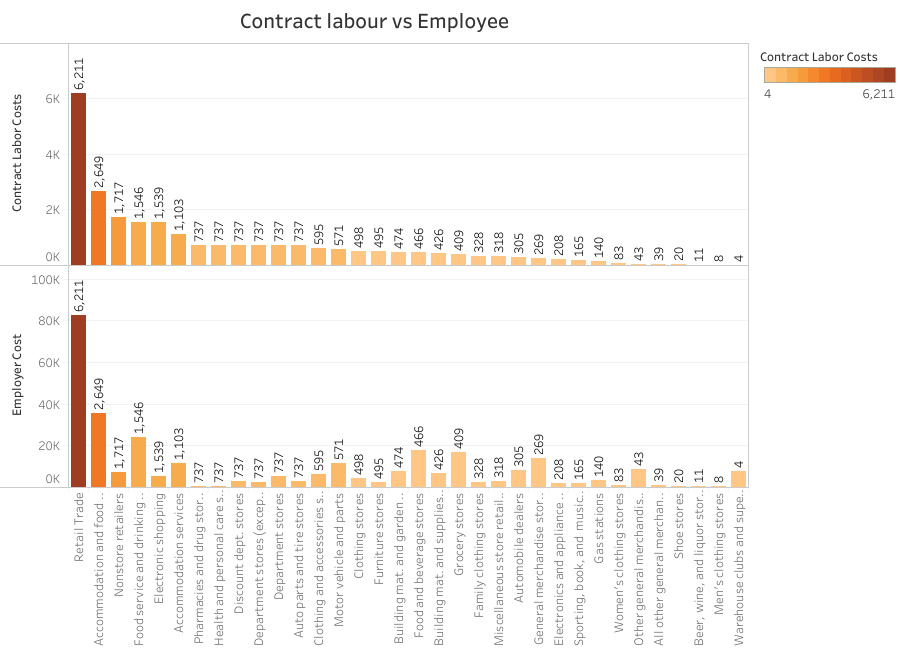 Contract labour vs Employee
Contract Labor Costs
4
6,211
Contract Labor Costs
6K
4K
2K
0K
6,211
2,649
1,717
1,546
1,539
1,103
737
737
737
737
737
737
595
571
498
495
474
466
426
409
328
318
305
269
208
165
140
83
43
39
20
11
8
4
Employer Cost
100K
80K
60K
40K
20K
0K
6,211
2,649
1,717
1,546
1,539
1,103
737
737
737
737
737
737
595
571
498
495
474
466
426
409
328
318
305
269
208
165
140
83
43
39
20
11
8
4
Retail Trade
Accommodation and food ..
Nonstore retailers
Food service and drinking ..
Electronic shopping
Accommodation services
Pharmacies and drug stor..
Health and personal care s..
Discount dept. stores
Department stores (excep..
Department stores
Auto parts and tire stores
Clothing and accessories s..
Motor vehicle and parts
Clothing stores
Furniture stores
Building mat. and garden ..
Food and beverage stores
Building mat. and supplies..
Grocery stores
Family clothing stores
Miscellaneous store retail..
Automobile dealers
General merchandise stor..
Electronics and appliance ..
Sporting, book, and music..
Gas stations
Women's clothing stores
Other general merchandis..
All other general merchan..
Shoe stores
Beer, wine, and liquor stor..
Men's clothing stores
Warehouse clubs and supe..